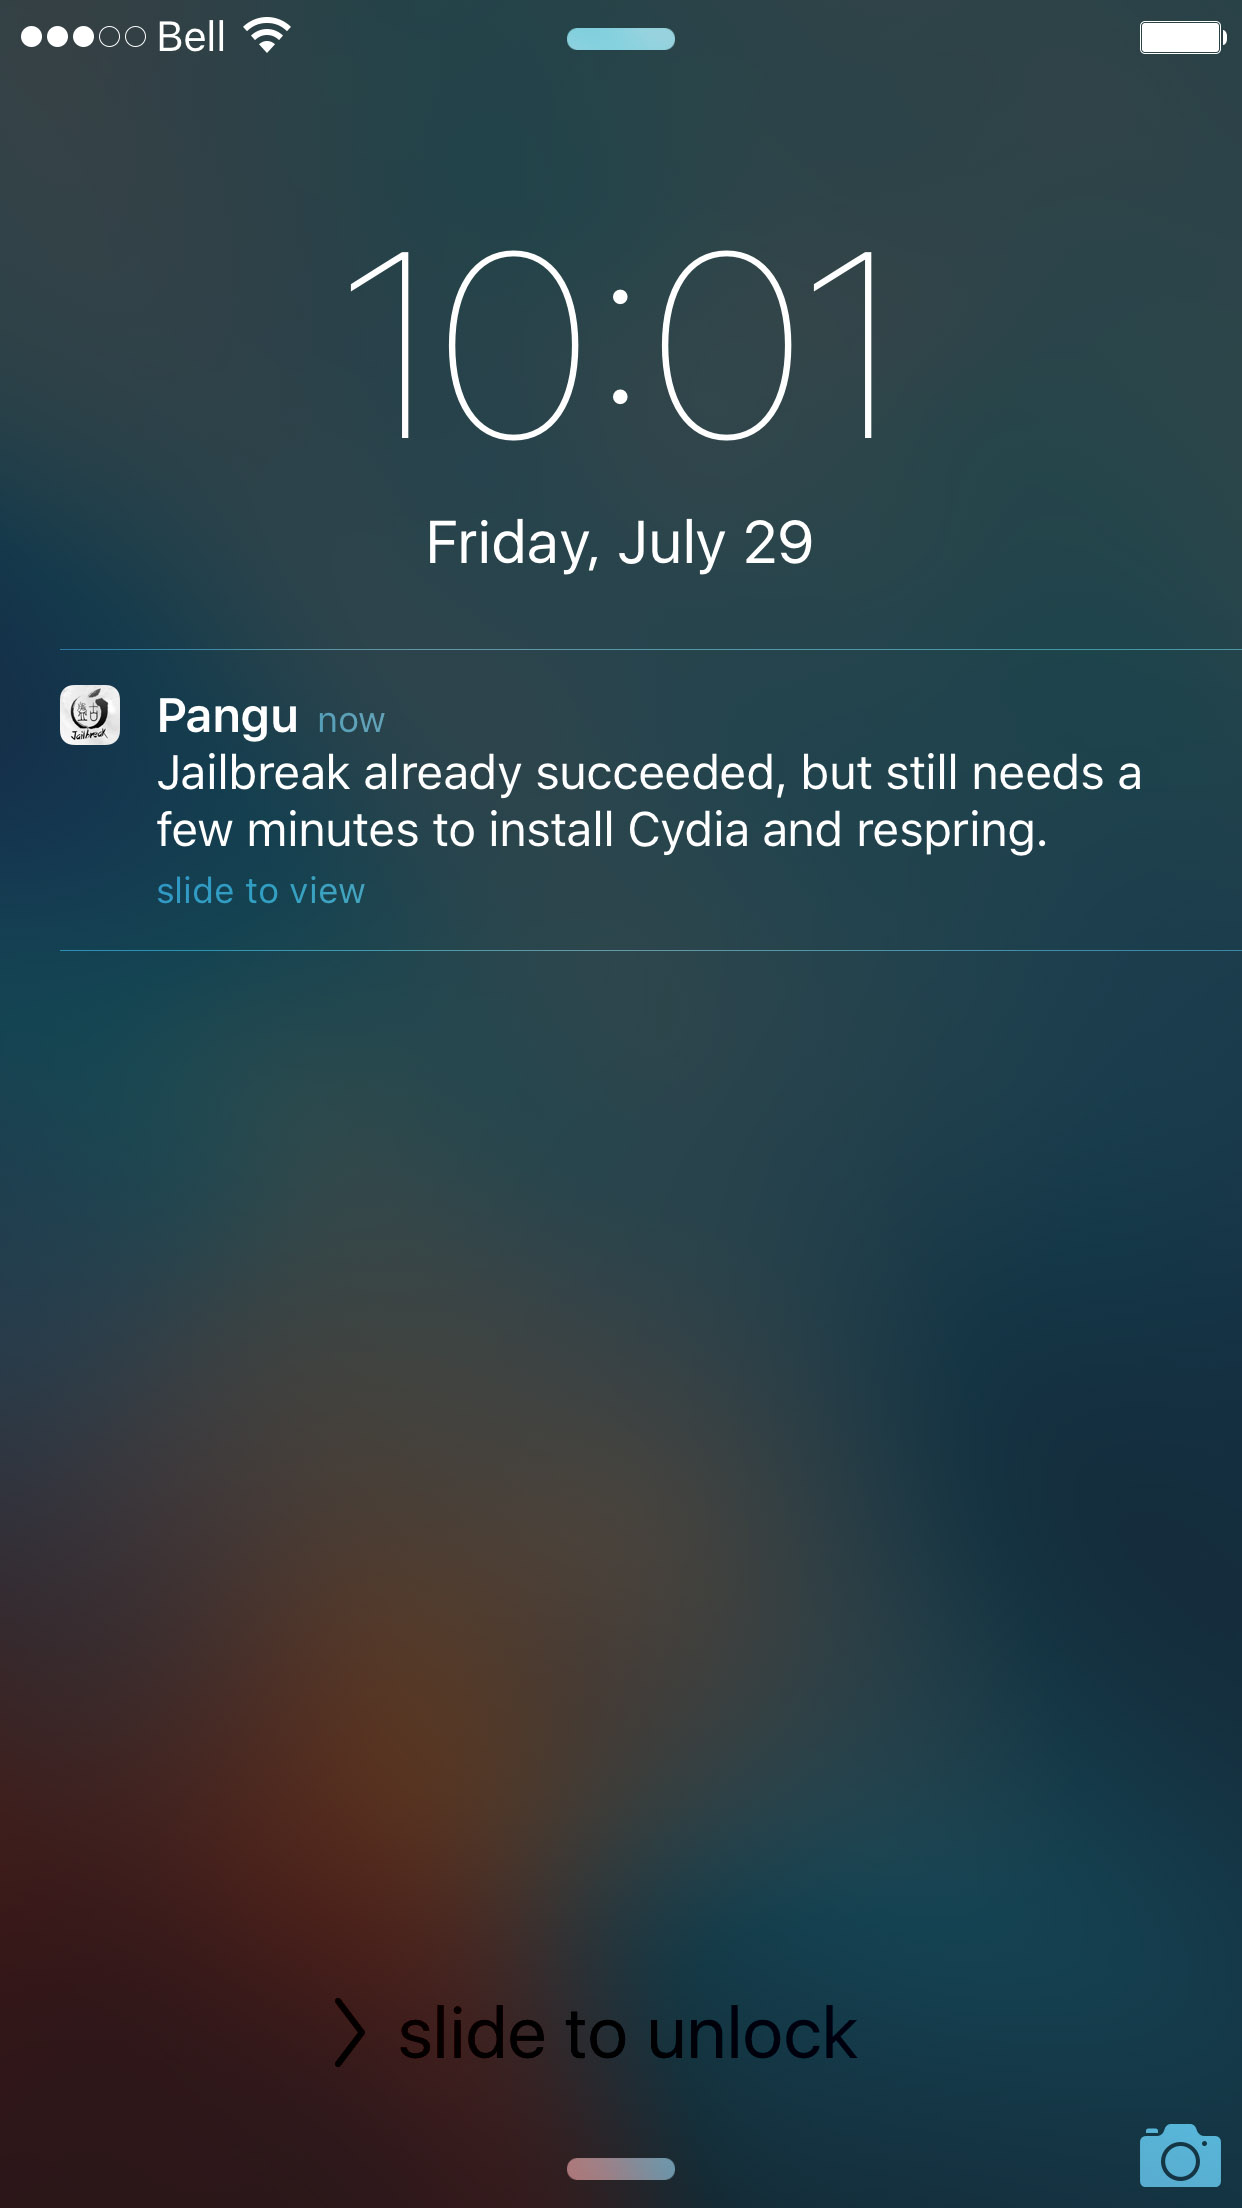 Bell
10:01
Friday, July 29
Pangu now
Jailbreak already succeeded, but still needs a
few minutes to install Cydia and respring.
slide to view
slide to unlock